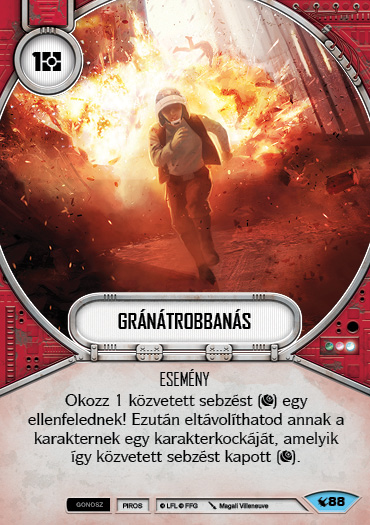 1
GRÁNÁTROBBANÁS
ESEMÉNY
Okozz 1 közvetett sebzést () egy
ellenfelednek! Ezután eltávolíthatod annak a
karakternek egy karakterkockáját, amelyik
így közvetett sebzést kapott ().
GONOSZ PIROS © LFL © FFG Magali Villeneuve 88